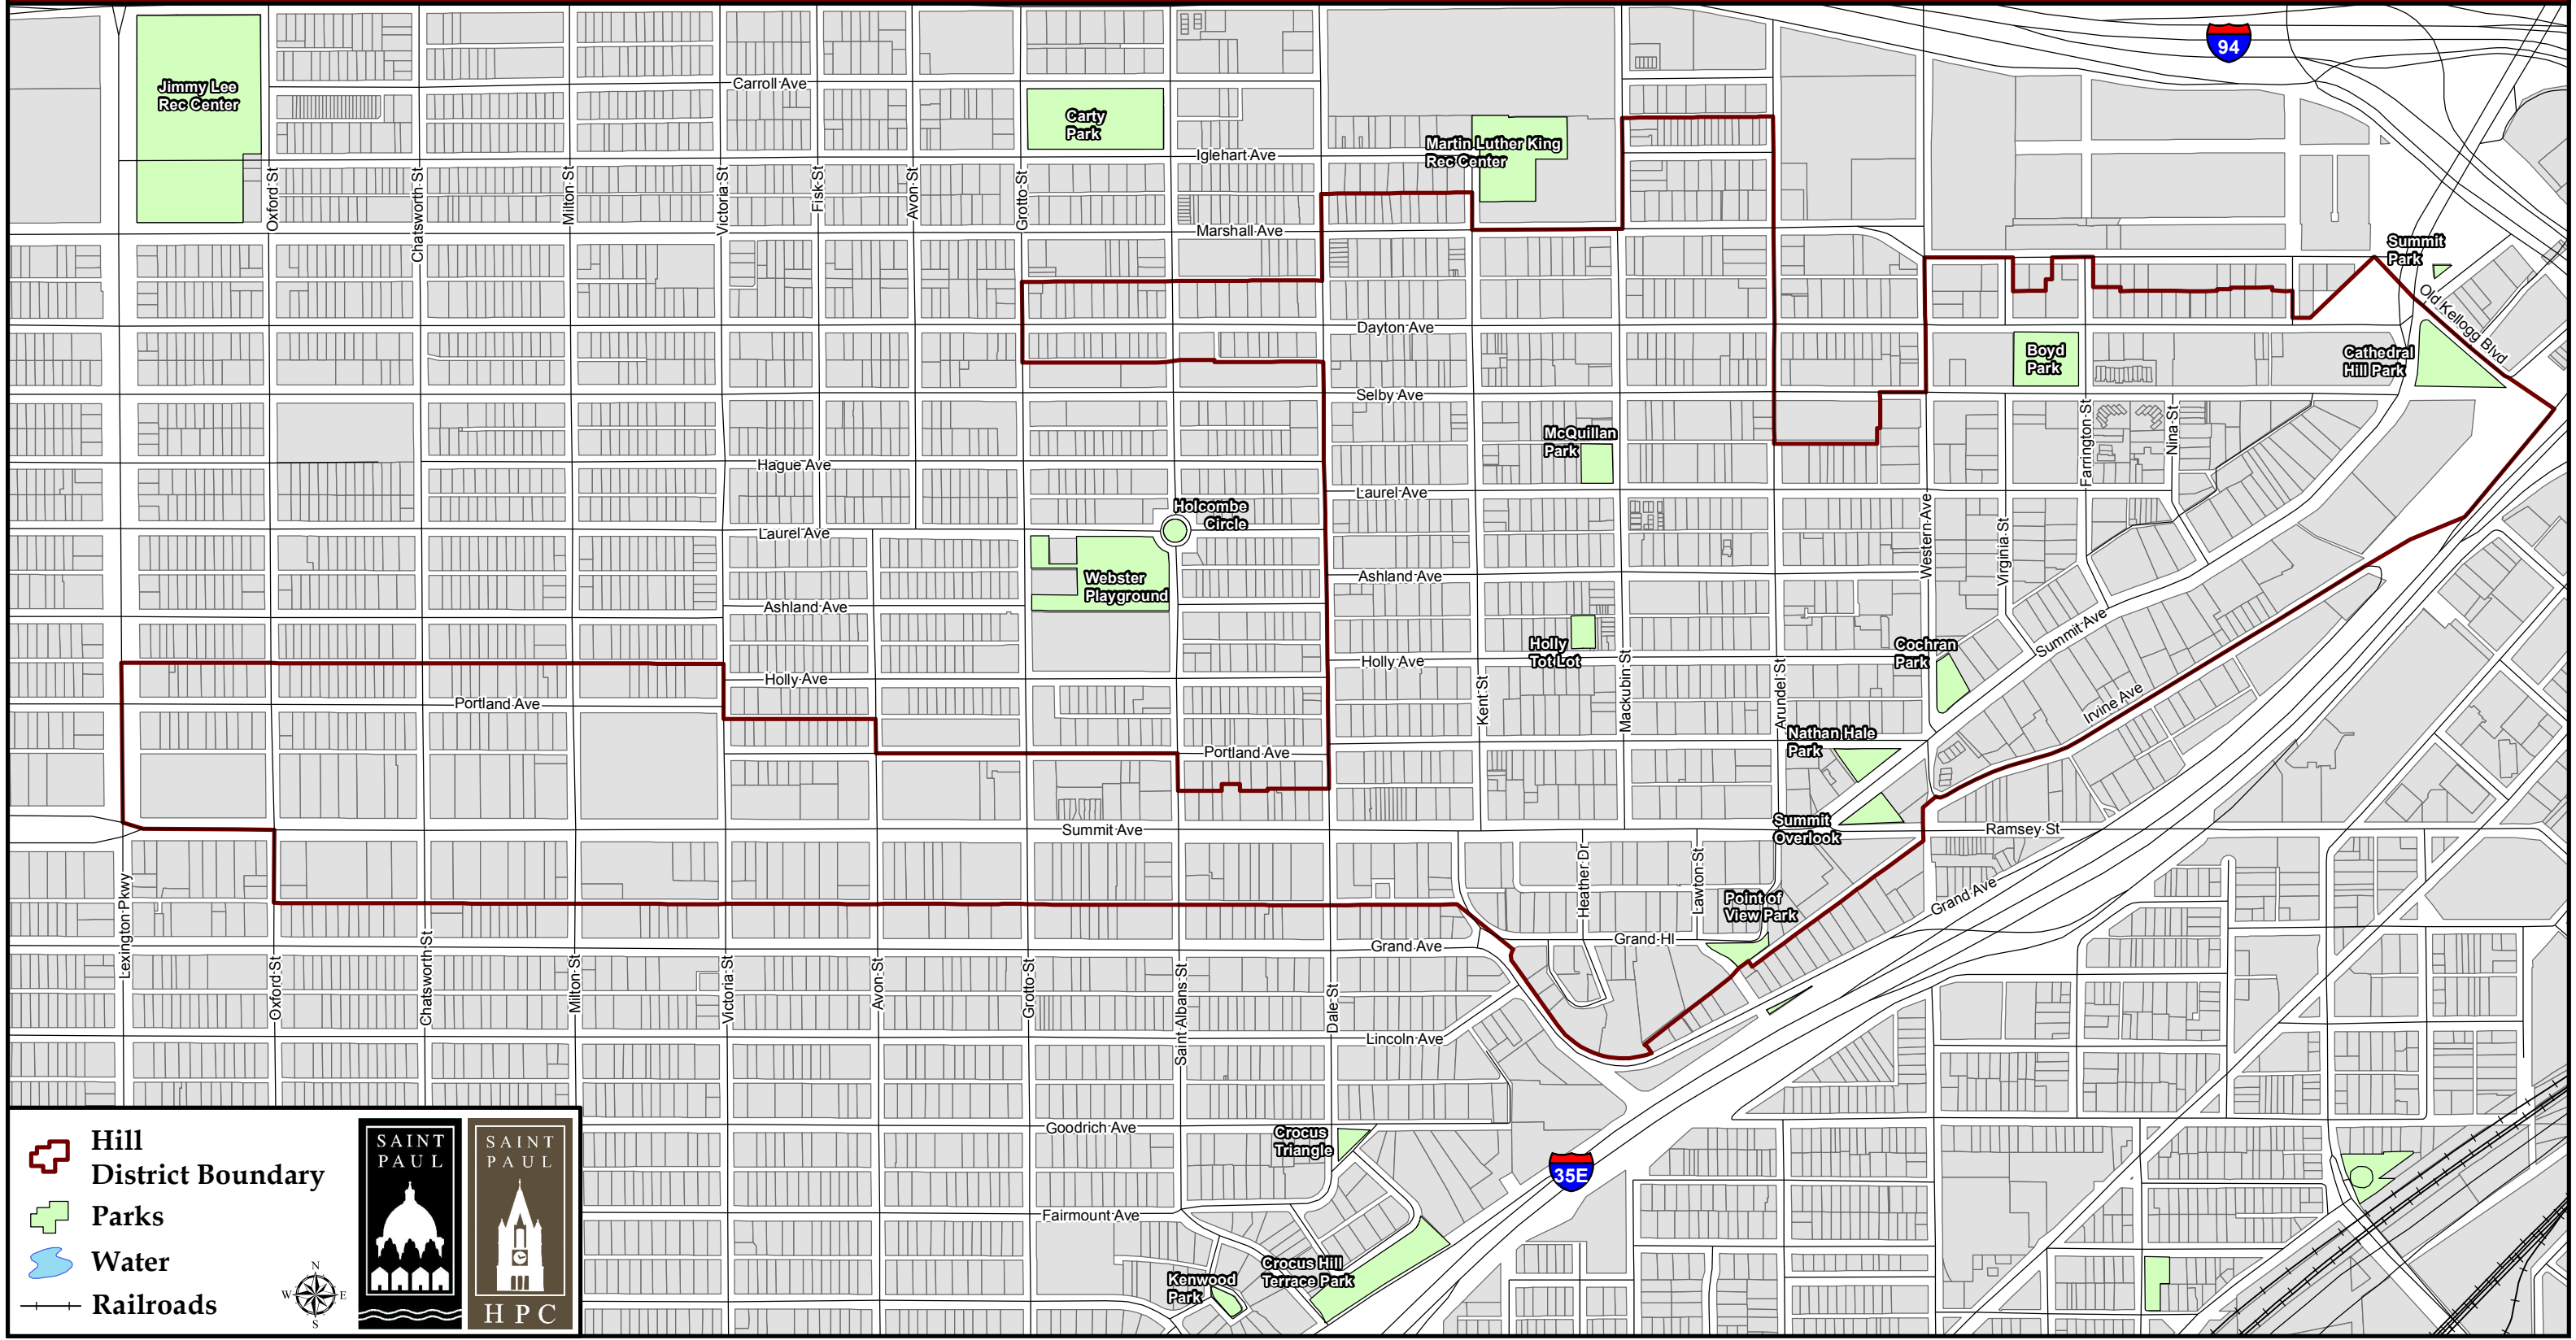 94
Jimmy Lee
Rec Center
Carroll Ave
Carty
Park
Martin Luther King
Rec Center
Iglehart Ave
Oxford St
Chatsworth St
Milton St
Victoria St
Fisk St
Avon St
Grotto St
Marshall Ave
Summit
Park
Old Kellogg Blvd
Dayton Ave
Boyd
Park
Cathedral
Hill Park
Selby Ave
McQuillan
Park
Farrington St
Nina St
Hague Ave
Laurel Ave
Holcombe
Circle
Laurel Ave
Western Ave
Virginia St
Webster
Playground
Ashland Ave
Ashland Ave
Summit Ave
Holly
Tot Lot
Cochran
Park
Holly Ave
Holly Ave
Kent St
Mackubin St
Arundel St
Irvine Ave
Portland Ave
Nathan Hale
Park
Portland Ave
Summit
Overlook
Summit Ave
Ramsey St
Heather Dr
Lawton St
Grand Ave
Point of
View Park
Lexington Pkwy
Grand Ave
Grand Hl
Oxford St
Chatsworth St
Milton St
Victoria St
Avon St
Grotto St
Saint Albans St
Dale St
Lincoln Ave
Goodrich Ave
Crocus
Triangle
35E
Fairmount Ave
Crocus Hill
Terrace Park
Kenwood
Park
Hill
District Boundary
Parks
Water
Railroads
N
W
E
S
SAINT
PAUL
SAINT
PAUL
HPC